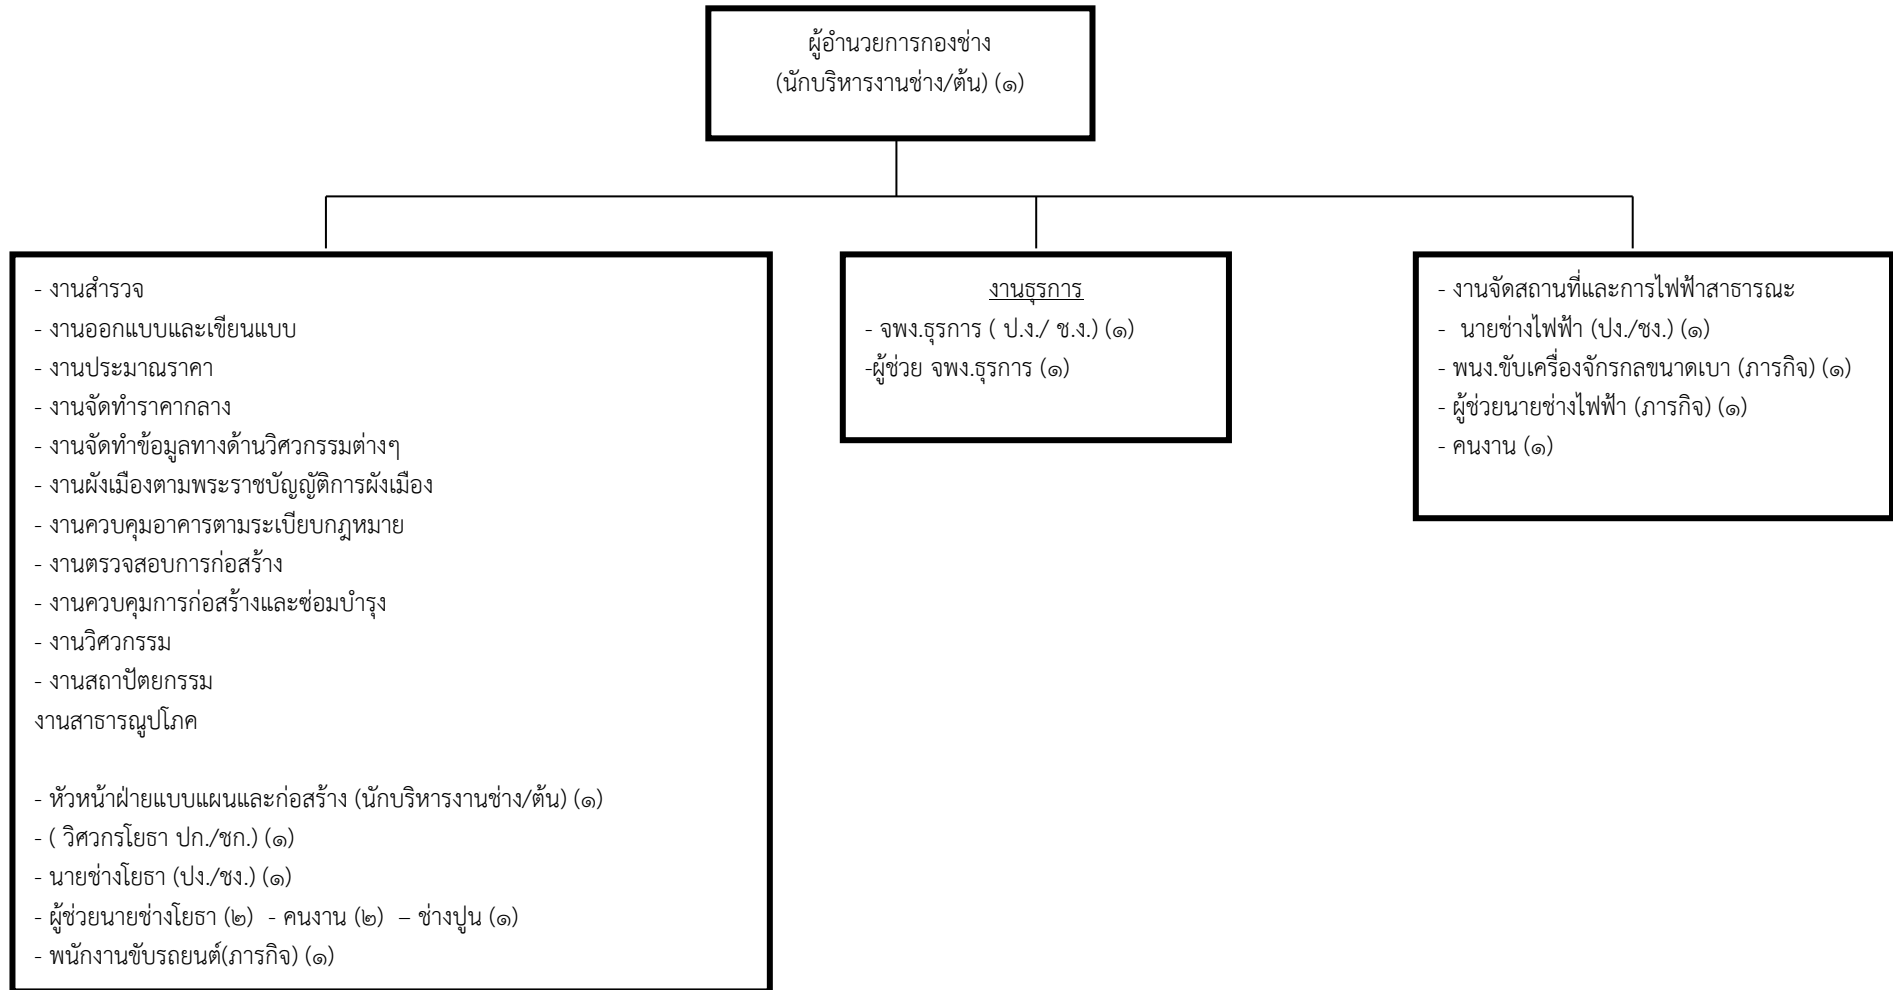 ผู้อำนวยการกองช่าง
(นักบริหารงานช่าง/ต้น) (๑)
- งานสำรวจ
- งานออกแบบและเขียนแบบ
- งานประมาณราคา
- งานจัดทำราคากลาง
- งานจัดทำข้อมูลทางด้านวิศวกรรมต่างๆ
- งานผังเมืองตามพระราชบัญญัติการผังเมือง
- งานควบคุมอาคารตามระเบียบกฎหมาย
- งานตรวจสอบการก่อสร้าง
- งานควบคุมการก่อสร้างและซ่อมบำรุง
- งานวิศวกรรม
- งานสถาปัตยกรรม
งานสาธารณูปโภค
- หัวหน้าฝ่ายแบบแผนและก่อสร้าง (นักบริหารงานช่าง/ต้น) (๑)
- ( วิศวกรโยธา ปก./ชก.) (๑)
- นายช่างโยธา (ปง./ชง.) (๑)
- ผู้ช่วยนายช่างโยธา (๒)  - คนงาน (๒)  – ช่างปูน (๑)
- พนักงานขับรถยนต์(ภารกิจ) (๑)
งานธุรการ
- จพง.ธุรการ ( ป.ง./ ช.ง.) (๑)
-ผู้ช่วย จพง.ธุรการ (๑)
- งานจัดสถานที่และการไฟฟ้าสาธารณะ
-  นายช่างไฟฟ้า (ปง./ชง.) (๑)
- พนง.ขับเครื่องจักรกลขนาดเบา (ภารกิจ) (๑)
- ผู้ช่วยนายช่างไฟฟ้า (ภารกิจ) (๑)
- คนงาน (๑)